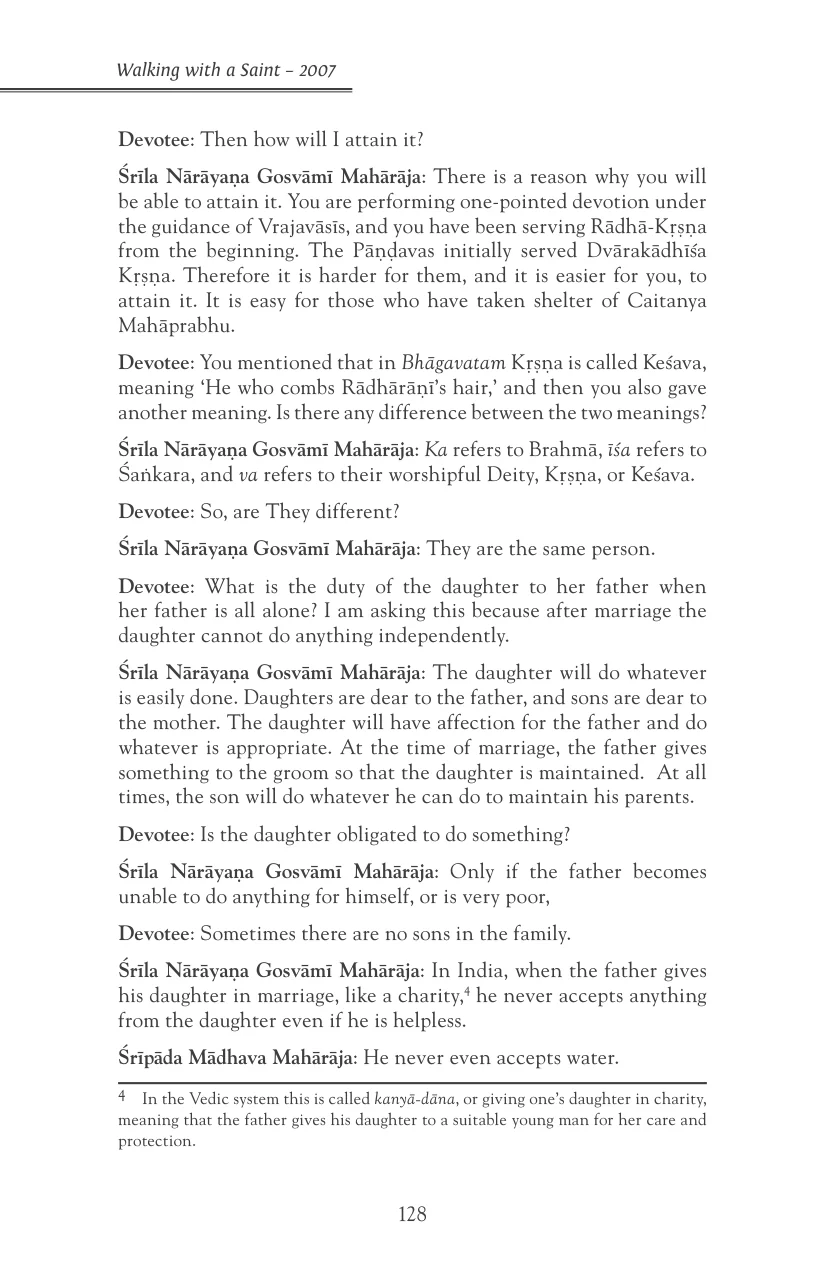 Walking with a Saint – 2007
Devotee: Then how will I attain it?
Śrīla Nārāyaṇa Gosvāmī Mahārāja: There is a reason why you will
be able to attain it. You are performing one-pointed devotion under
the guidance of Vrajavāsīs, and you have been serving Rādhā-Kṛṣṇa
from the beginning. The Pāṇḍavas initially served Dvārakādhīśa
Kṛṣṇa. Therefore it is harder for them, and it is easier for you, to
attain it. It is easy for those who have taken shelter of Caitanya
Mahāprabhu.
Devotee: You mentioned that in Bhāgavatam Kṛṣṇa is called Keśava,
meaning ‘He who combs Rādhārāṇī’s hair,’ and then you also gave
another meaning. Is there any difference between the two meanings?
Śrīla Nārāyaṇa Gosvāmī Mahārāja: Ka refers to Brahmā, īśa refers to
Śaṅkara, and va refers to their worshipful Deity, Kṛṣṇa, or Keśava.
Devotee: So, are They different?
Śrīla Nārāyaṇa Gosvāmī Mahārāja: They are the same person.
Devotee: What is the duty of the daughter to her father when
her father is all alone? I am asking this because after marriage the
daughter cannot do anything independently.
Śrīla Nārāyaṇa Gosvāmī Mahārāja: The daughter will do whatever
is easily done. Daughters are dear to the father, and sons are dear to
the mother. The daughter will have affection for the father and do
whatever is appropriate. At the time of marriage, the father gives
something to the groom so that the daughter is maintained.  At all
times, the son will do whatever he can do to maintain his parents.
Devotee: Is the daughter obligated to do something?
Śrīla Nārāyaṇa Gosvāmī Mahārāja: Only if the father becomes
unable to do anything for himself, or is very poor,
Devotee: Sometimes there are no sons in the family.
Śrīla Nārāyaṇa Gosvāmī Mahārāja: In India, when the father gives
his daughter in marriage, like a charity,⁴ he never accepts anything
from the daughter even if he is helpless.
Śrīpāda Mādhava Mahārāja: He never even accepts water.
4 In the Vedic system this is called kanyā-dāna, or giving one’s daughter in charity,
meaning that the father gives his daughter to a suitable young man for her care and
protection.
128